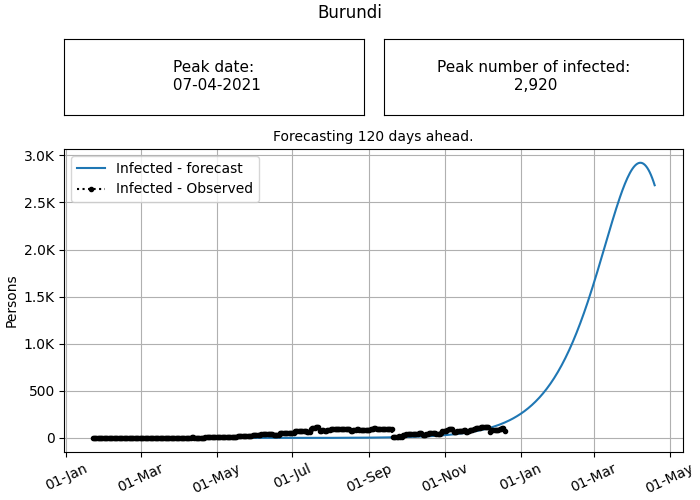 Burundi
Peak date:
07-04-2021
Peak number of infected:
2,920
Forecasting 120 days ahead.
Infected - forecast
Infected - Observed
Persons
3.0K
2.5K
2.0K
1.5K
1.0K
500
0
01-Jan
01-Mar
01-May
01-Jul
01-Sep
01-Nov
01-Jan
01-Mar
01-May